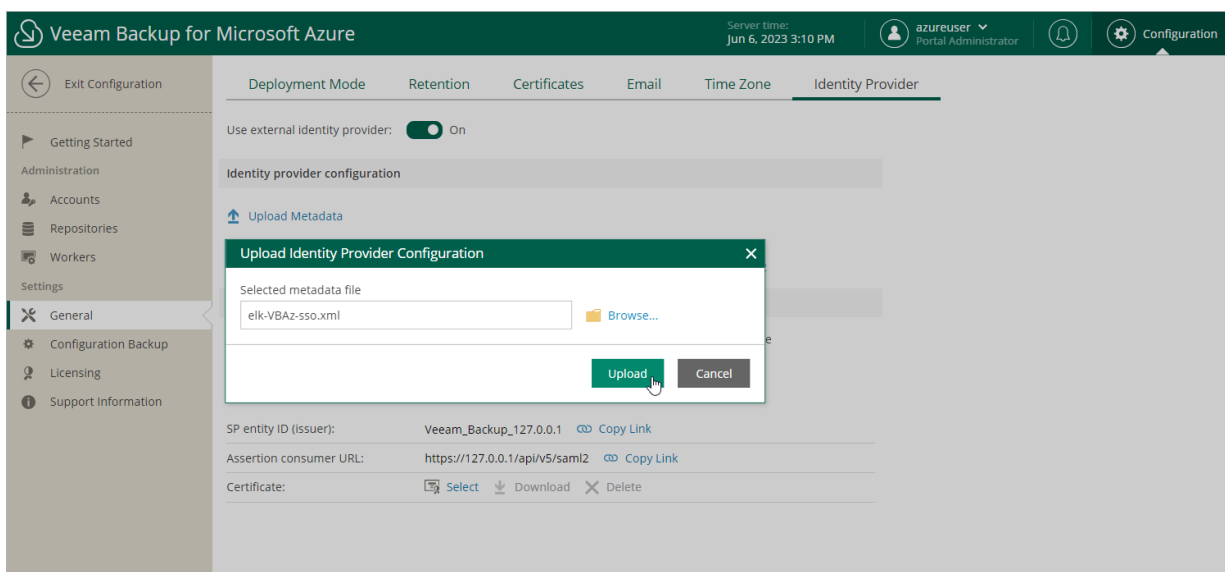 Veeam Backup for Microsoft Azure
Server time:
Jun 6, 2023 3:10 PM
azureuser
Portal Administrator
Configuration
Exit Configuration
Getting Started
Administration
Accounts
Repositories
Workers
Settings
General
Configuration Backup
Licensing
Support Information
Deployment Mode Retention Certificates Email Time Zone Identity Provider
Use external identity provider: On
Identity provider configuration
Upload Metadata
Upload Identity Provider Configuration
Selected metadata file
elk-VBAz-sso.xml Browse...
Upload Cancel
SP entity ID (issuer): Veeam_Backup_127.0.0.1 Copy Link
Assertion consumer URL: https://127.0.0.1/api/v5/saml2 Copy Link
Certificate: Select Download Delete